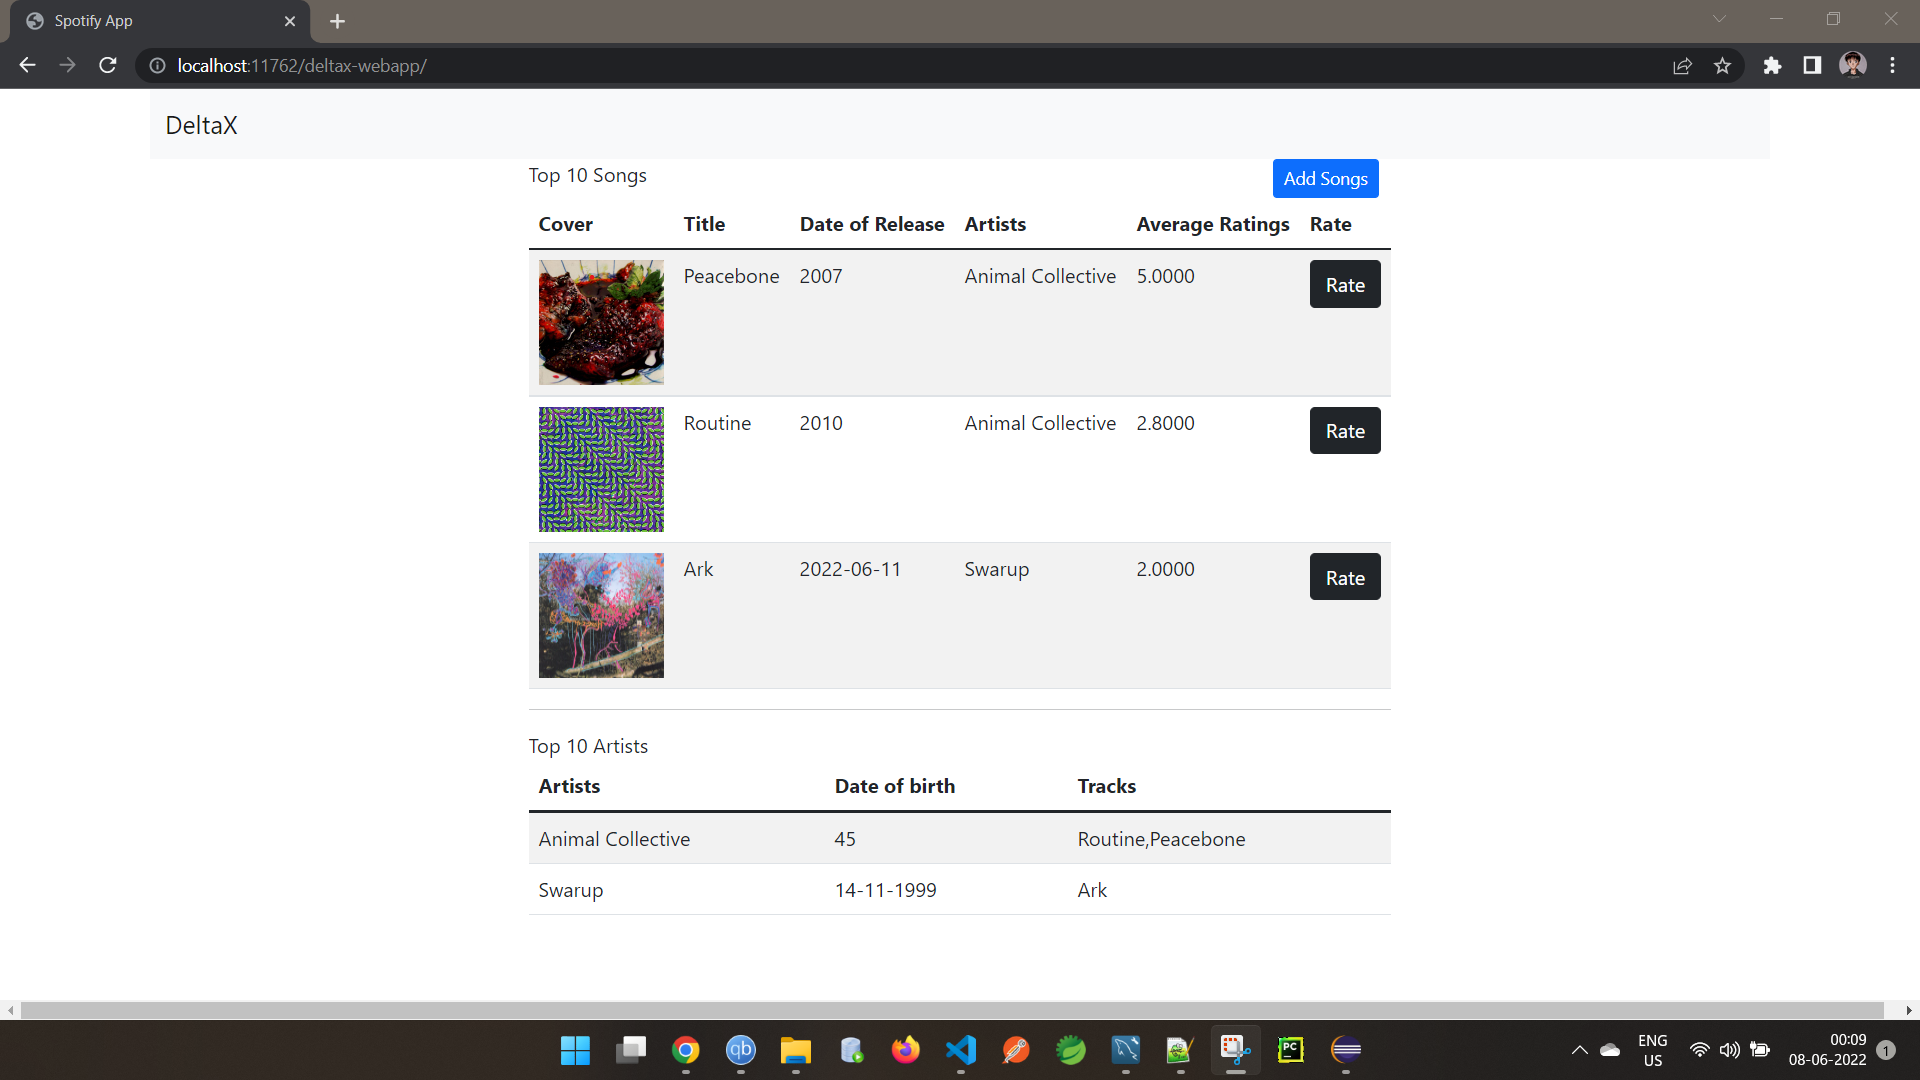 Spotify App
localhost:11762/deltax-webapp/
DeltaX
Top 10 Songs
Add Songs
Cover Title Date of Release Artists Average Ratings Rate
Peacebone 2007 Animal Collective 5.0000 Rate
Routine 2010 Animal Collective 2.8000 Rate
Ark 2022-06-11 Swarup 2.0000 Rate
Top 10 Artists
Artists Date of birth Tracks
Animal Collective 45 Routine,Peacebone
Swarup 14-11-1999 Ark
qb
PC
ENG
US
00:09
08-06-2022
1